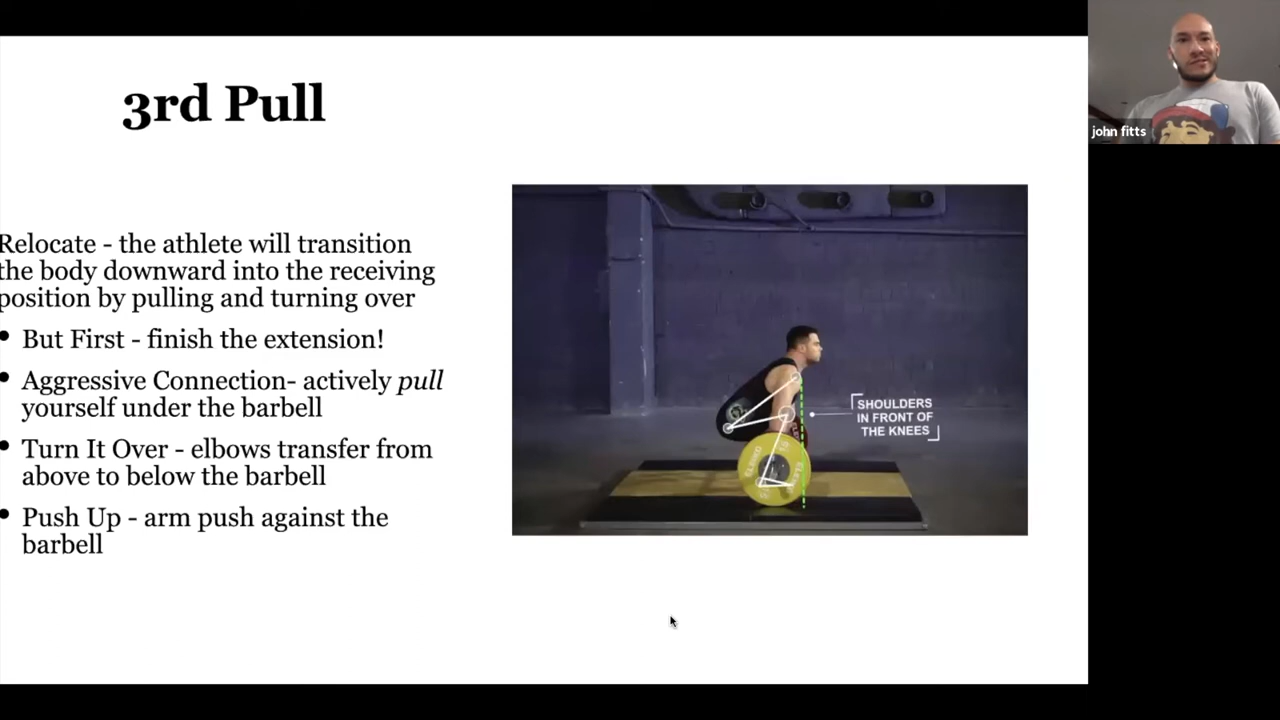 3rd Pull
Relocate - the athlete will transition
the body downward into the receiving
position by pulling and turning over
But First - finish the extension!
Aggressive Connection- actively pull
yourself under the barbell
Turn It Over - elbows transfer from
above to below the barbell
Push Up - arm push against the
barbell
SHOULDERS
IN FRONT OF
THE KNEES
john fitts